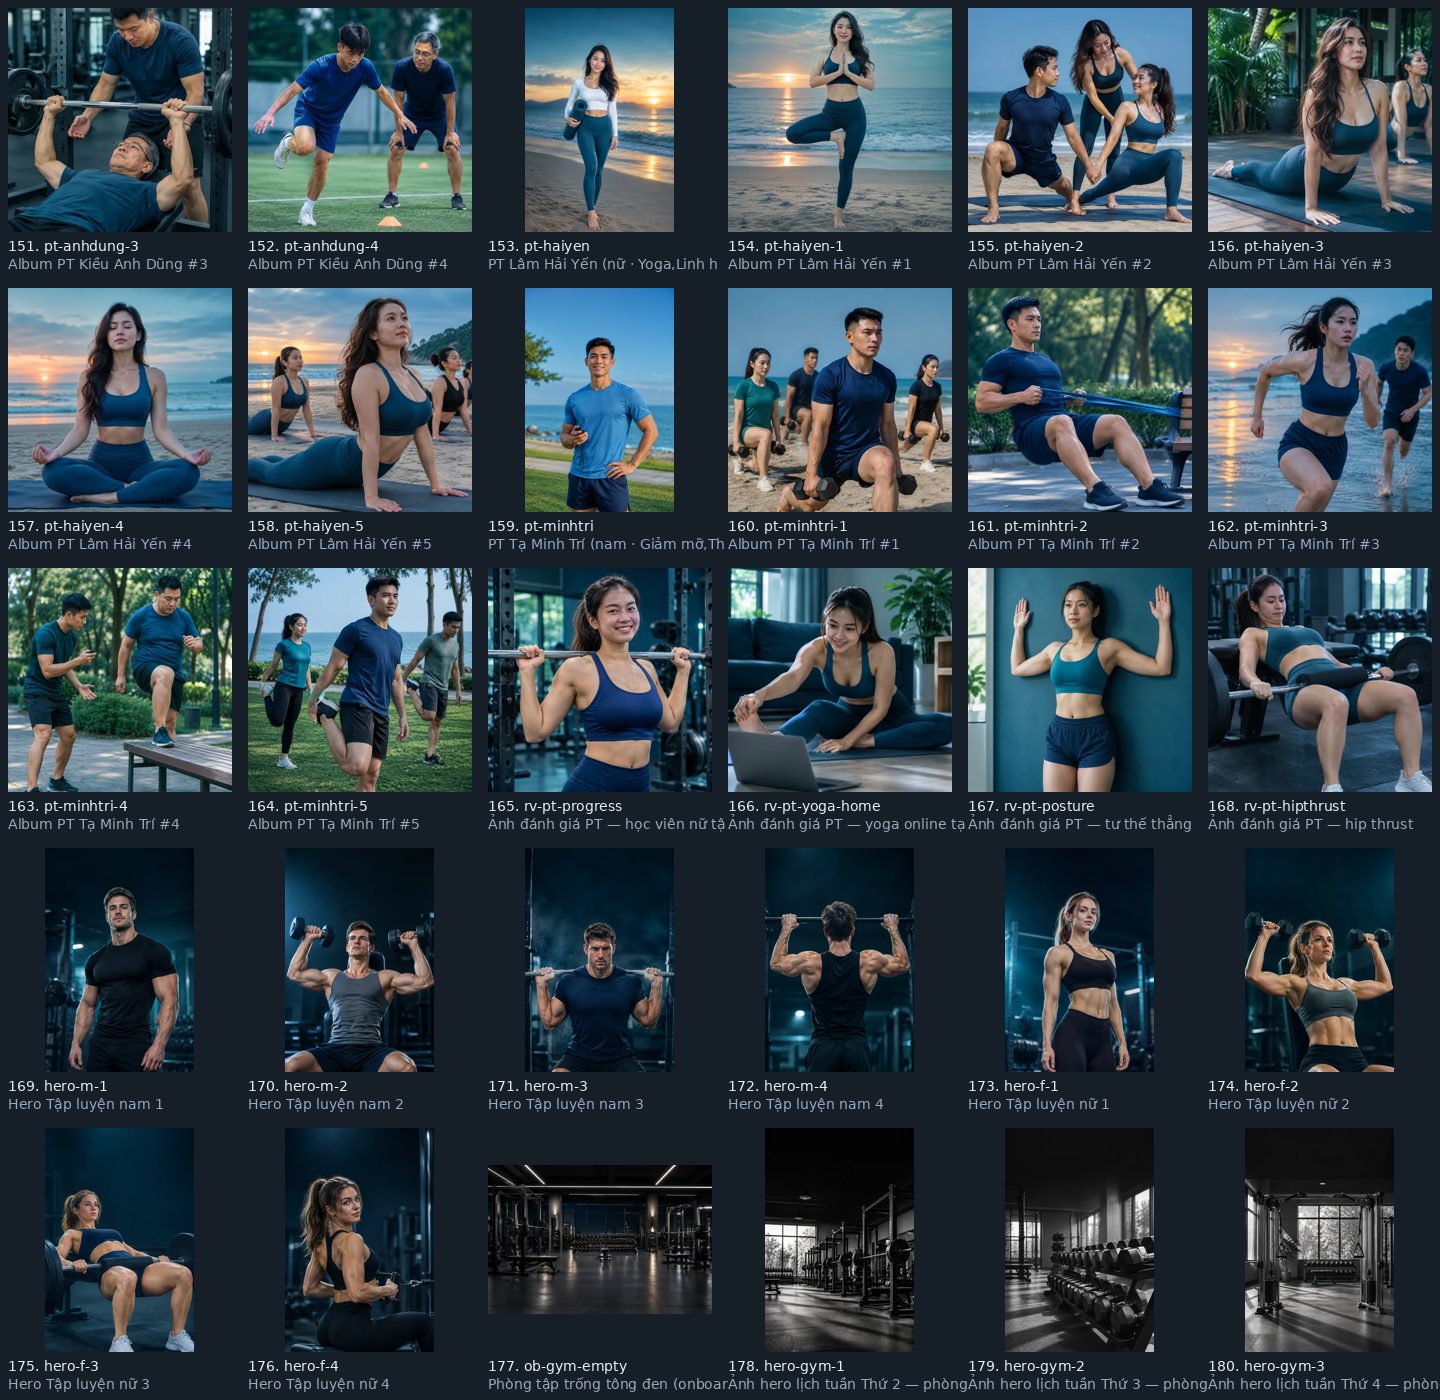 151. pt-anhdung-3
Album PT Kiều Anh Dũng #3
152. pt-anhdung-4
Album PT Kiều Anh Dũng #4
153. pt-haiyen
PT Lâm Hải Yến (nữ · Yoga,Linh h
154. pt-haiyen-1
Album PT Lâm Hải Yến #1
155. pt-haiyen-2
Album PT Lâm Hải Yến #2
156. pt-haiyen-3
Album PT Lâm Hải Yến #3
157. pt-haiyen-4
Album PT Lâm Hải Yến #4
158. pt-haiyen-5
Album PT Lâm Hải Yến #5
159. pt-minhtri
PT Tạ Minh Trí (nam · Giảm mỡ,Th
160. pt-minhtri-1
Album PT Tạ Minh Trí #1
161. pt-minhtri-2
Album PT Tạ Minh Trí #2
162. pt-minhtri-3
Album PT Tạ Minh Trí #3
163. pt-minhtri-4
Album PT Tạ Minh Trí #4
164. pt-minhtri-5
Album PT Tạ Minh Trí #5
165. rv-pt-progress
Ảnh đánh giá PT — học viên nữ tậ
166. rv-pt-yoga-home
Ảnh đánh giá PT — yoga online tạ
167. rv-pt-posture
Ảnh đánh giá PT — tư thế thẳng
168. rv-pt-hipthrust
Ảnh đánh giá PT — hip thrust
169. hero-m-1
Hero Tập luyện nam 1
170. hero-m-2
Hero Tập luyện nam 2
171. hero-m-3
Hero Tập luyện nam 3
172. hero-m-4
Hero Tập luyện nam 4
173. hero-f-1
Hero Tập luyện nữ 1
174. hero-f-2
Hero Tập luyện nữ 2
175. hero-f-3
Hero Tập luyện nữ 3
176. hero-f-4
Hero Tập luyện nữ 4
177. ob-gym-empty
Phòng tập trống tông đen (onboar
178. hero-gym-1
Ảnh hero lịch tuần Thứ 2 — phòng
179. hero-gym-2
Ảnh hero lịch tuần Thứ 3 — phòng
180. hero-gym-3
Ảnh hero lịch tuần Thứ 4 — phòn